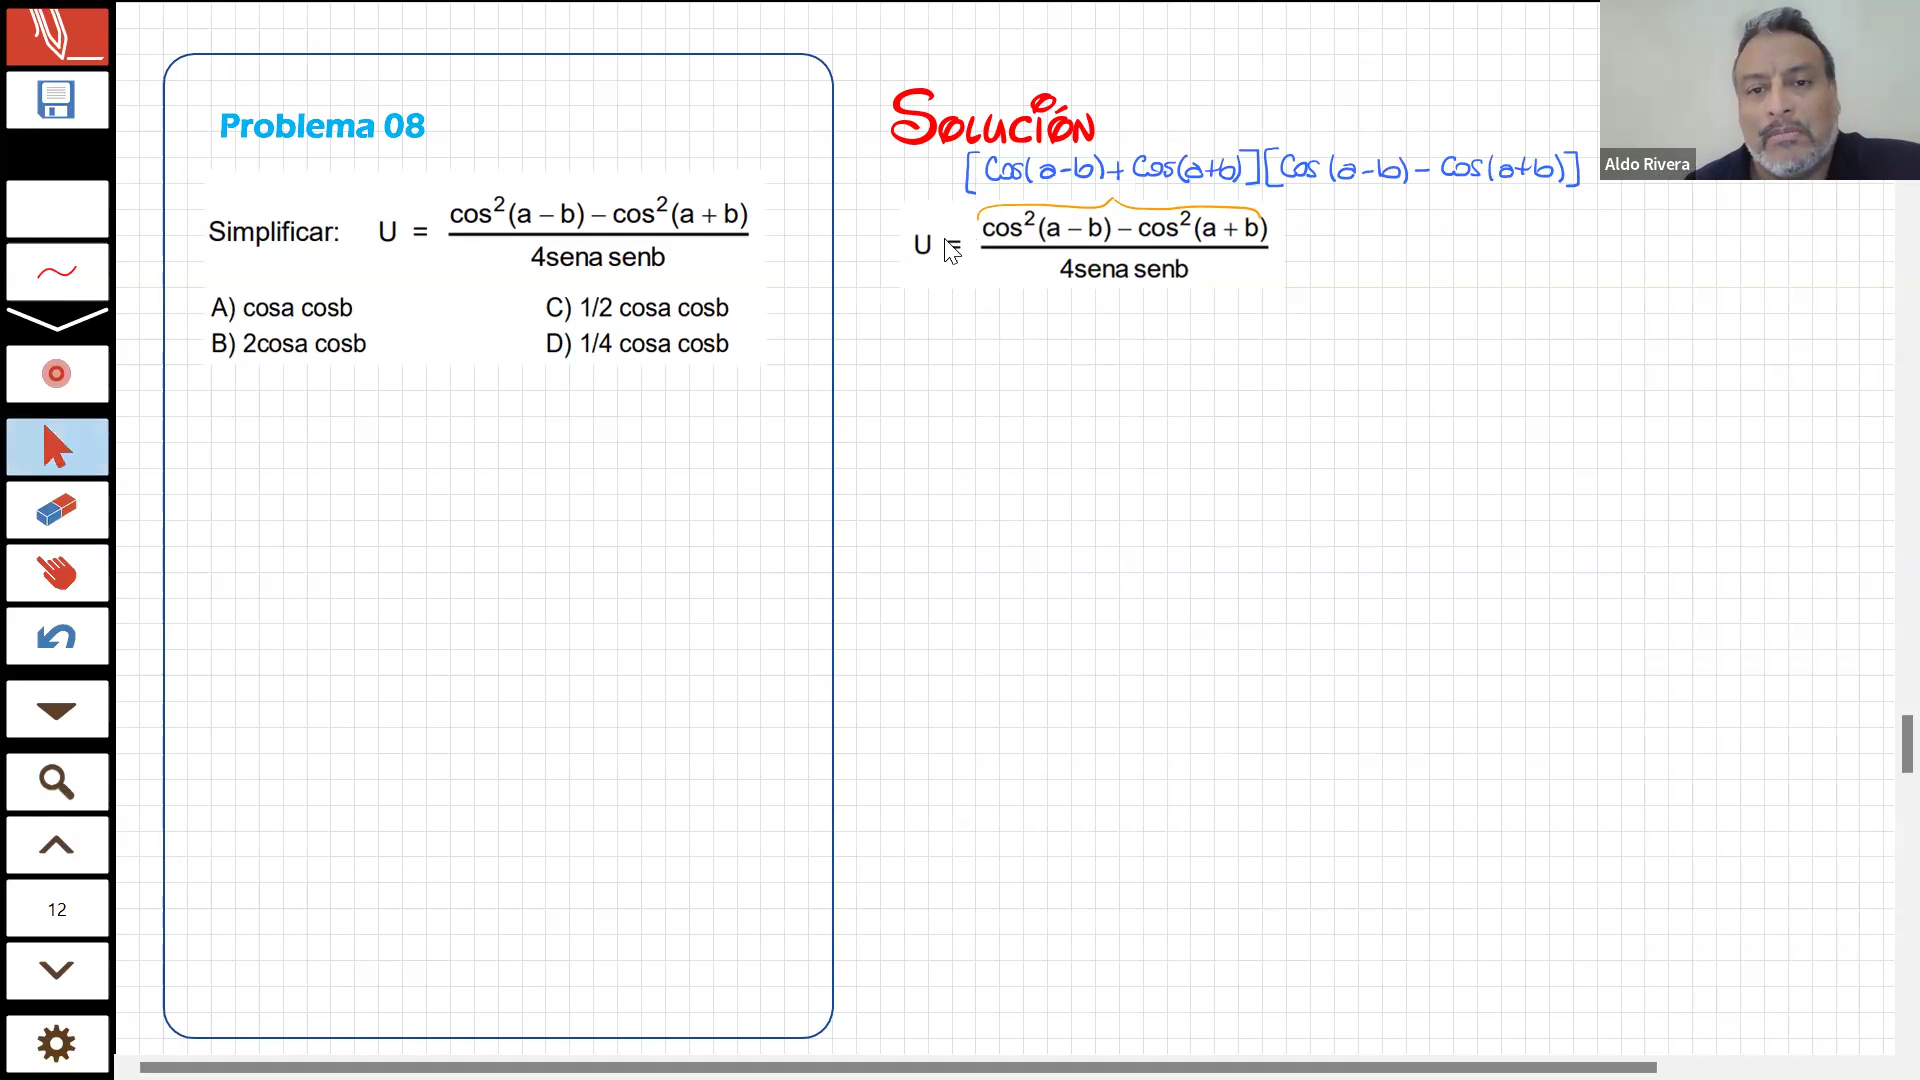 Problema 08
Simplificar: U = cos²(a – b) – cos²(a + b) / 4sena senb
A) cosa cosb
C) 1/2 cosa cosb
B) 2cosa cosb
D) 1/4 cosa cosb
Solución
[Cos(a-b)+Cos(a+b)][Cos(a-b)-Cos(a+b)]
U = cos²(a – b) – cos²(a + b) / 4sena senb
Aldo Rivera
12